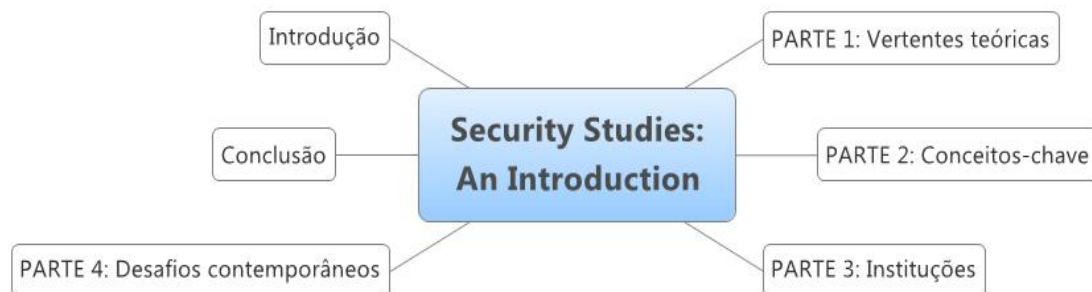 Introdução
PARTE 1: Vertentes teóricas
Security Studies:
An Introduction
Conclusão
PARTE 2: Conceitos-chave
PARTE 4: Desafios contemporâneos
PARTE 3: Instituções